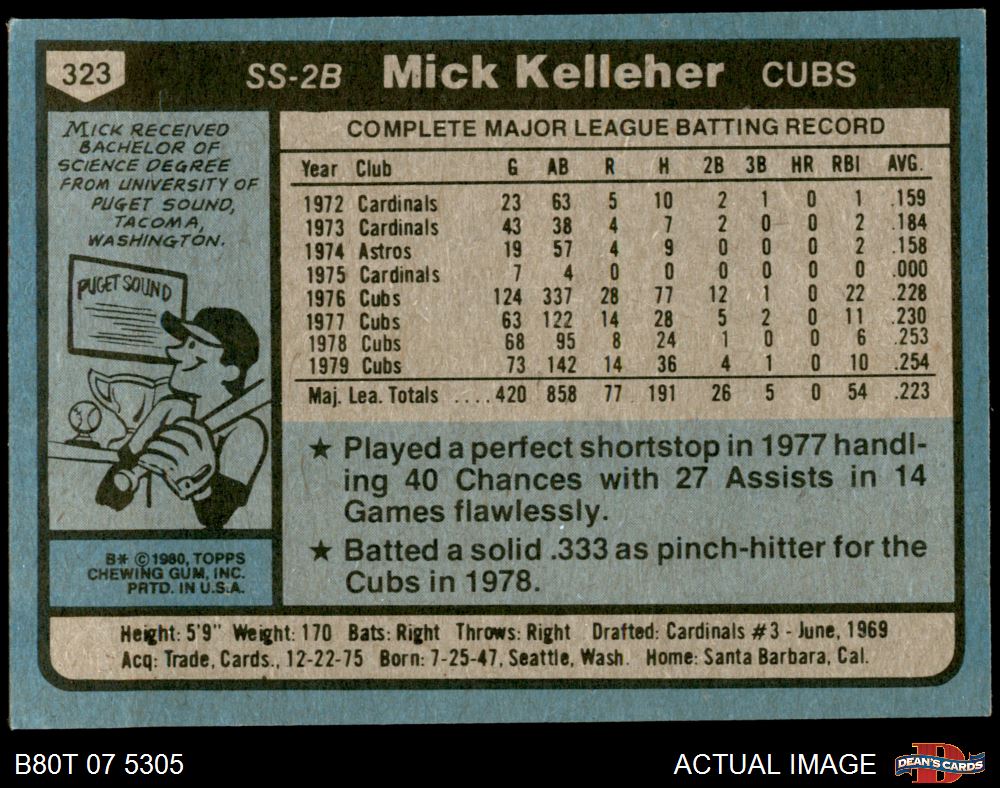 323 SS-2B Mick Kelleher CUBS
MICK RECEIVED
BACHELOR OF
SCIENCE DEGREE
FROM UNIVERSITY OF
PUGET SOUND,
TACOMA,
WASHINGTON.
PUGET SOUND
B* © 1980, TOPPS
CHEWING GUM, INC.
PRTD. IN U.S.A.
COMPLETE MAJOR LEAGUE BATTING RECORD
Year Club G AB R H 2B 3B HR RBI AVG.
1972 Cardinals 23 63 5 10 2 1 0 1 .159
1973 Cardinals 43 38 4 7 2 0 0 2 .184
1974 Astros 19 57 4 9 0 0 0 2 .158
1975 Cardinals 7 4 0 0 0 0 0 0 .000
1976 Cubs 124 337 28 77 12 1 0 22 .228
1977 Cubs 63 122 14 28 5 2 0 11 .230
1978 Cubs 68 95 8 24 1 0 0 6 .253
1979 Cubs 73 142 14 36 4 1 0 10 .254
Maj. Lea. Totals ....420 858 77 191 26 5 0 54 .223
★ Played a perfect shortstop in 1977 handl-
ing 40 Chances with 27 Assists in 14
Games flawlessly.
★ Batted a solid .333 as pinch-hitter for the
Cubs in 1978.
Height: 5'9" Weight: 170 Bats: Right Throws: Right Drafted: Cardinals #3 - June, 1969
Acq: Trade, Cards., 12-22-75 Born: 7-25-47, Seattle, Wash. Home: Santa Barbara, Cal.
B80T 07 5305 ACTUAL IMAGE DEAN'S CARDS